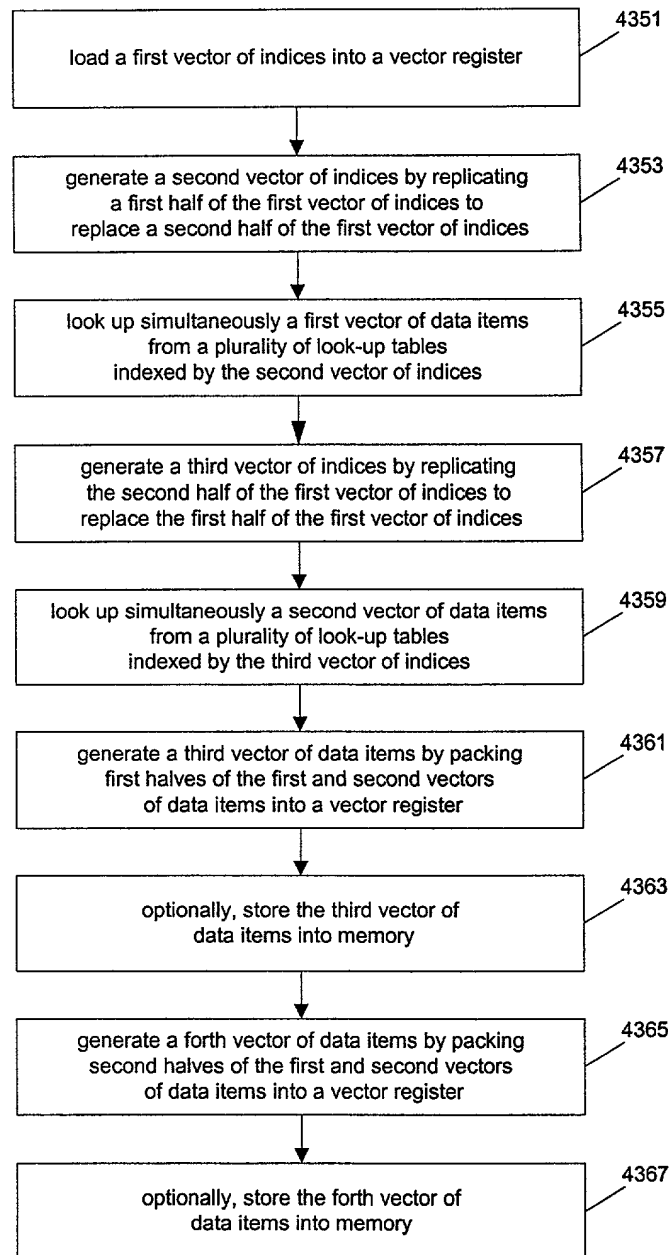 4351
load a first vector of indices into a vector register
4353
generate a second vector of indices by replicating
a first half of the first vector of indices to
replace a second half of the first vector of indices
4355
look up simultaneously a first vector of data items
from a plurality of look-up tables
indexed by the second vector of indices
4357
generate a third vector of indices by replicating
the second half of the first vector of indices to
replace the first half of the first vector of indices
4359
look up simultaneously a second vector of data items
from a plurality of look-up tables
indexed by the third vector of indices
4361
generate a third vector of data items by packing
first halves of the first and second vectors
of data items into a vector register
4363
optionally, store the third vector of
data items into memory
4365
generate a forth vector of data items by packing
second halves of the first and second vectors
of data items into a vector register
4367
optionally, store the forth vector of
data items into memory